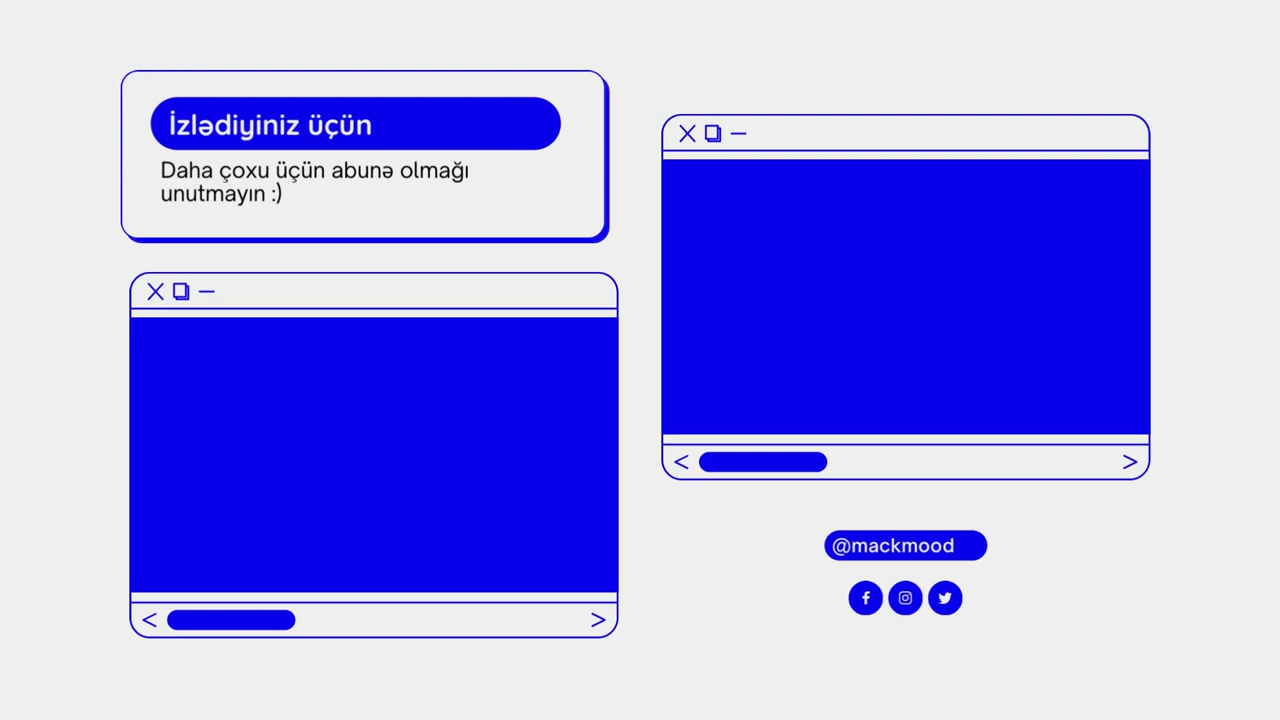 İzlədiyiniz üçün
Daha çoxu üçün abunə olmağı
unutmayın :)
@mackmood